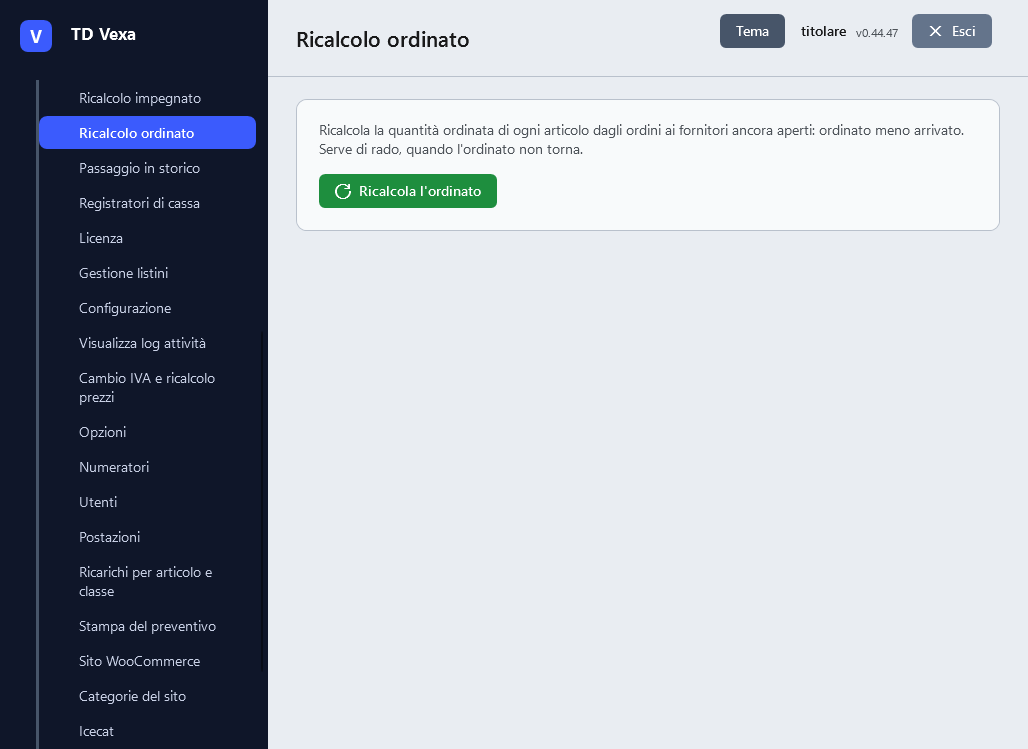 V
TD Vexa
Ricalcolo impegnato
Ricalcolo ordinato
Passaggio in storico
Registratori di cassa
Licenza
Gestione listini
Configurazione
Visualizza log attività
Cambio IVA e ricalcolo
prezzi
Opzioni
Numeratori
Utenti
Postazioni
Ricarichi per articolo e
classe
Stampa del preventivo
Sito WooCommerce
Categorie del sito
Icecat
Ricalcolo ordinato
Tema
titolare
v0.44.47
Esci
Ricalcola la quantità ordinata di ogni articolo dagli ordini ai fornitori ancora aperti: ordinato meno arrivato.
Serve di rado, quando l'ordinato non torna.
Ricalcola l'ordinato